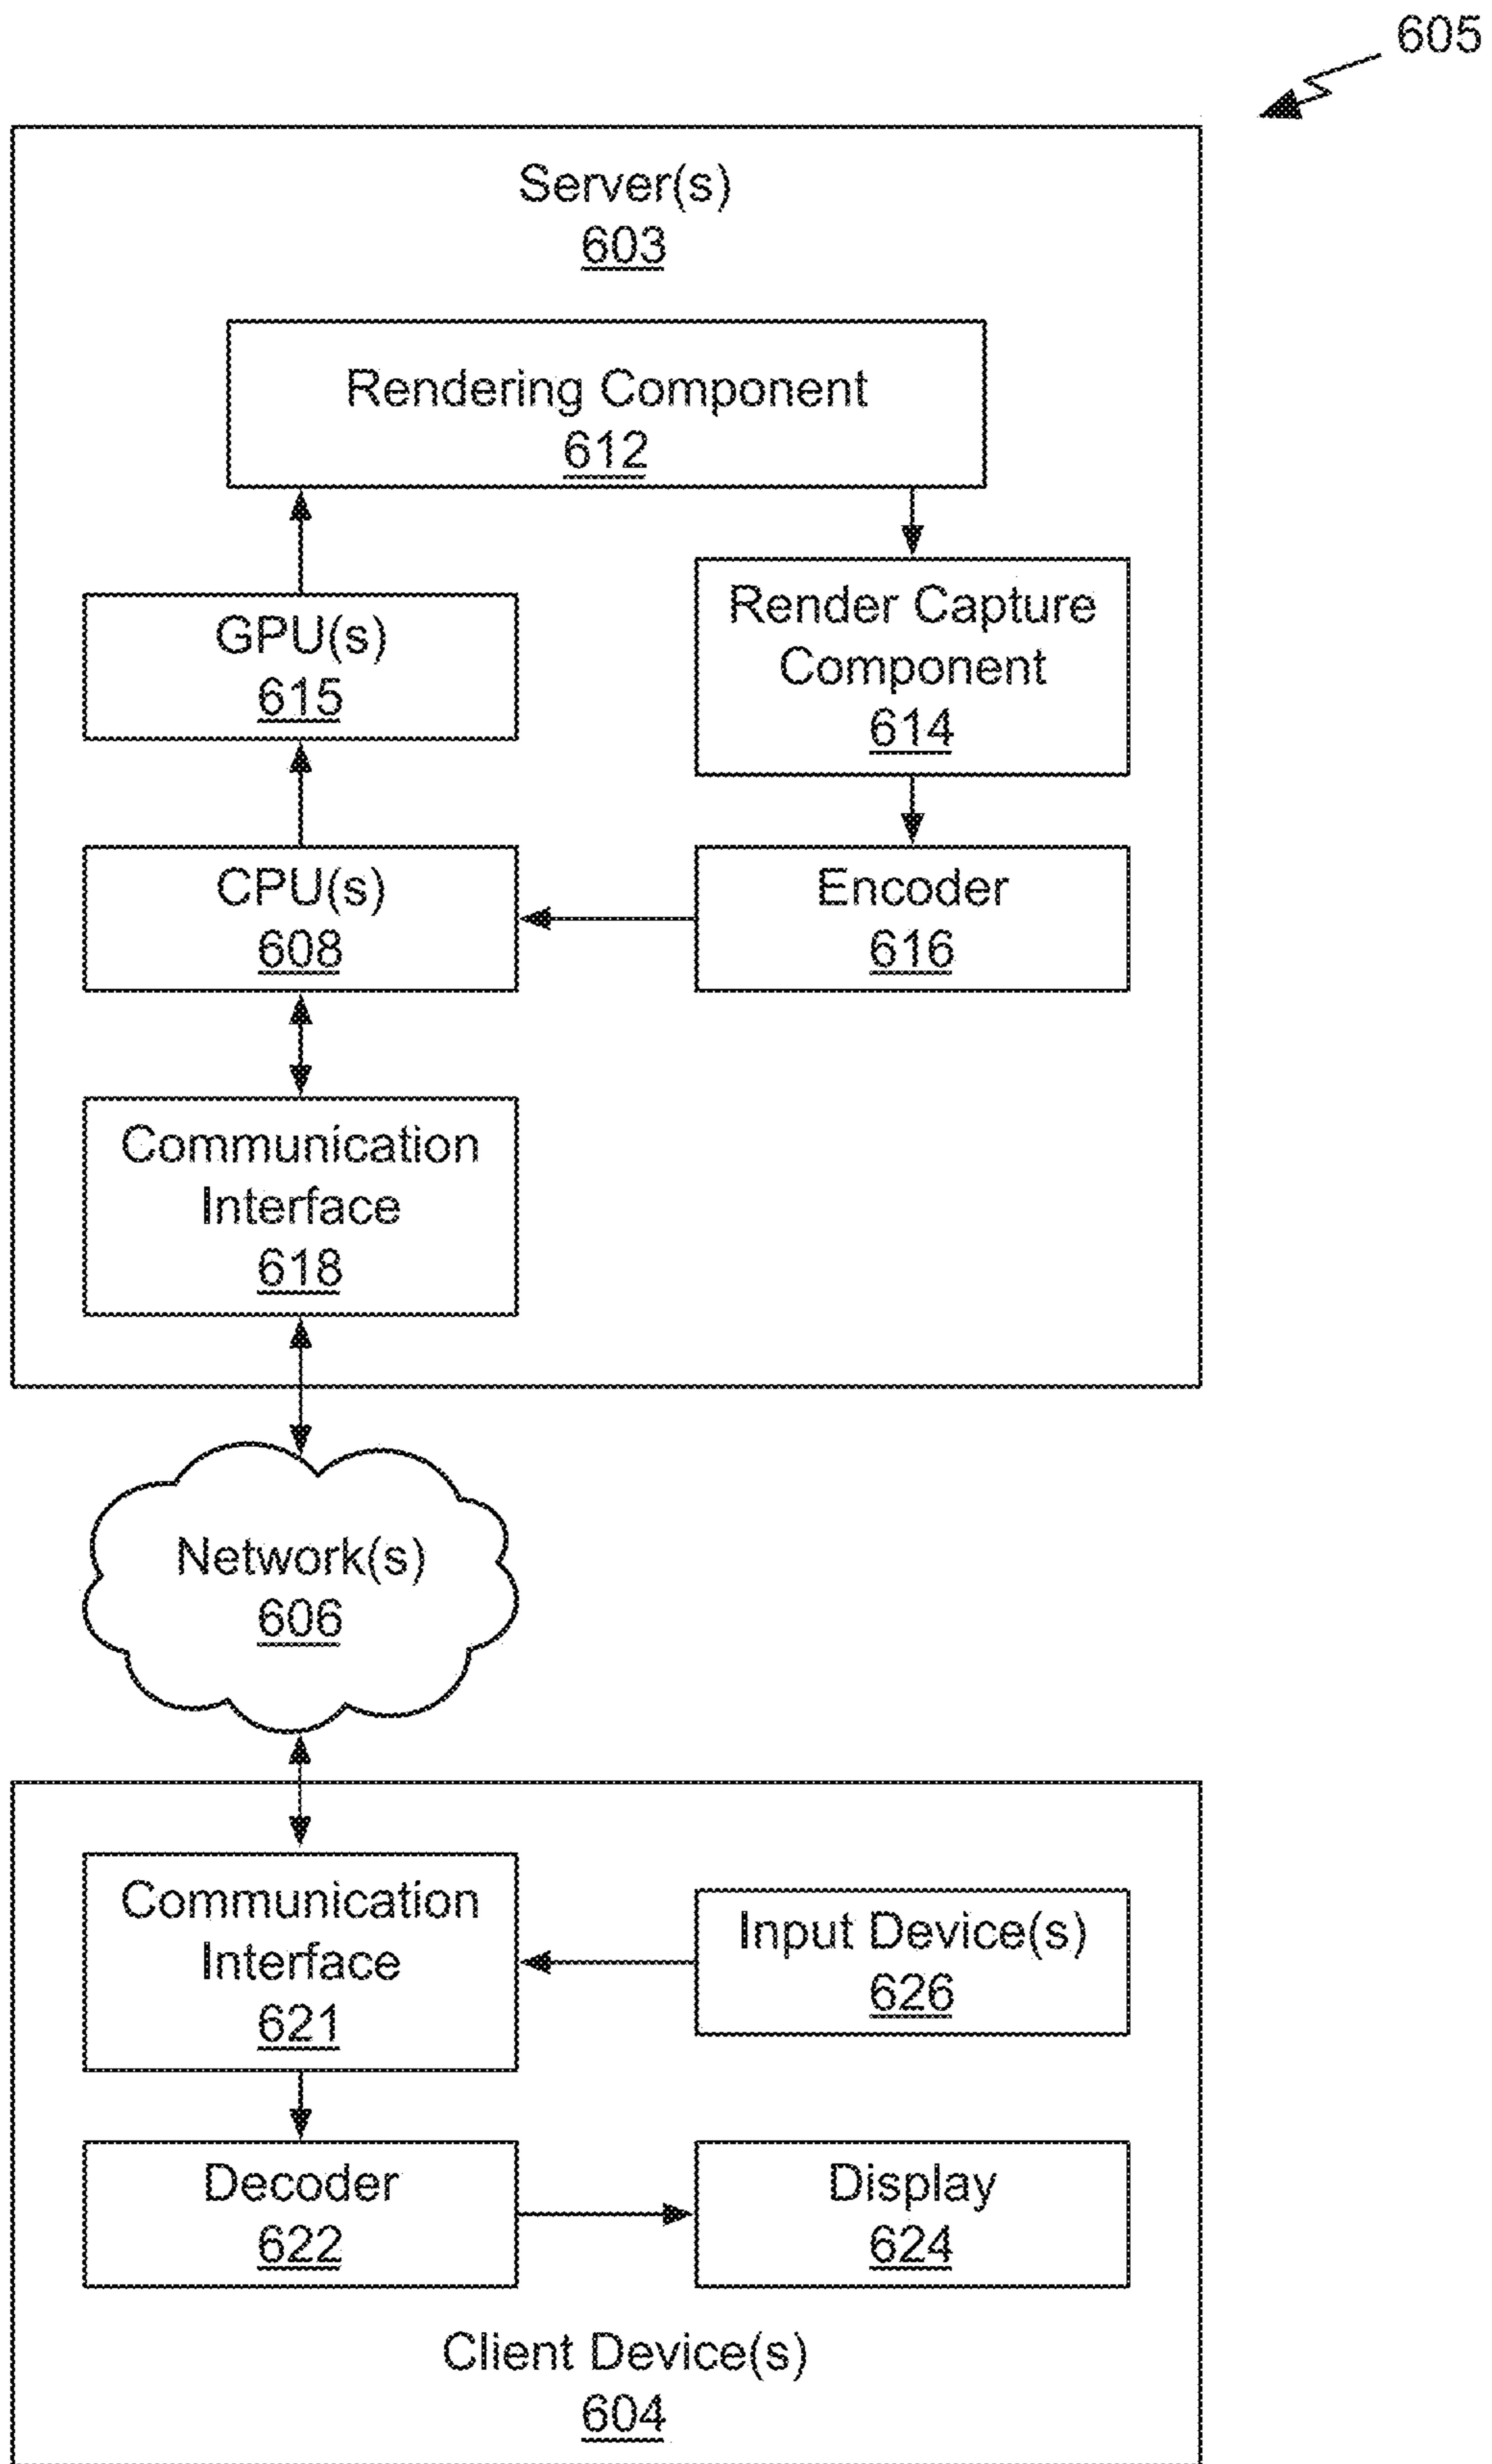 605
Server(s)
603
Rendering Component
612
GPU(s)
615
Render Capture
Component
614
CPU(s)
608
Encoder
616
Communication
Interface
618
Network(s)
606
Communication
Interface
621
Input Device(s)
626
Decoder
622
Display
624
Client Device(s)
604